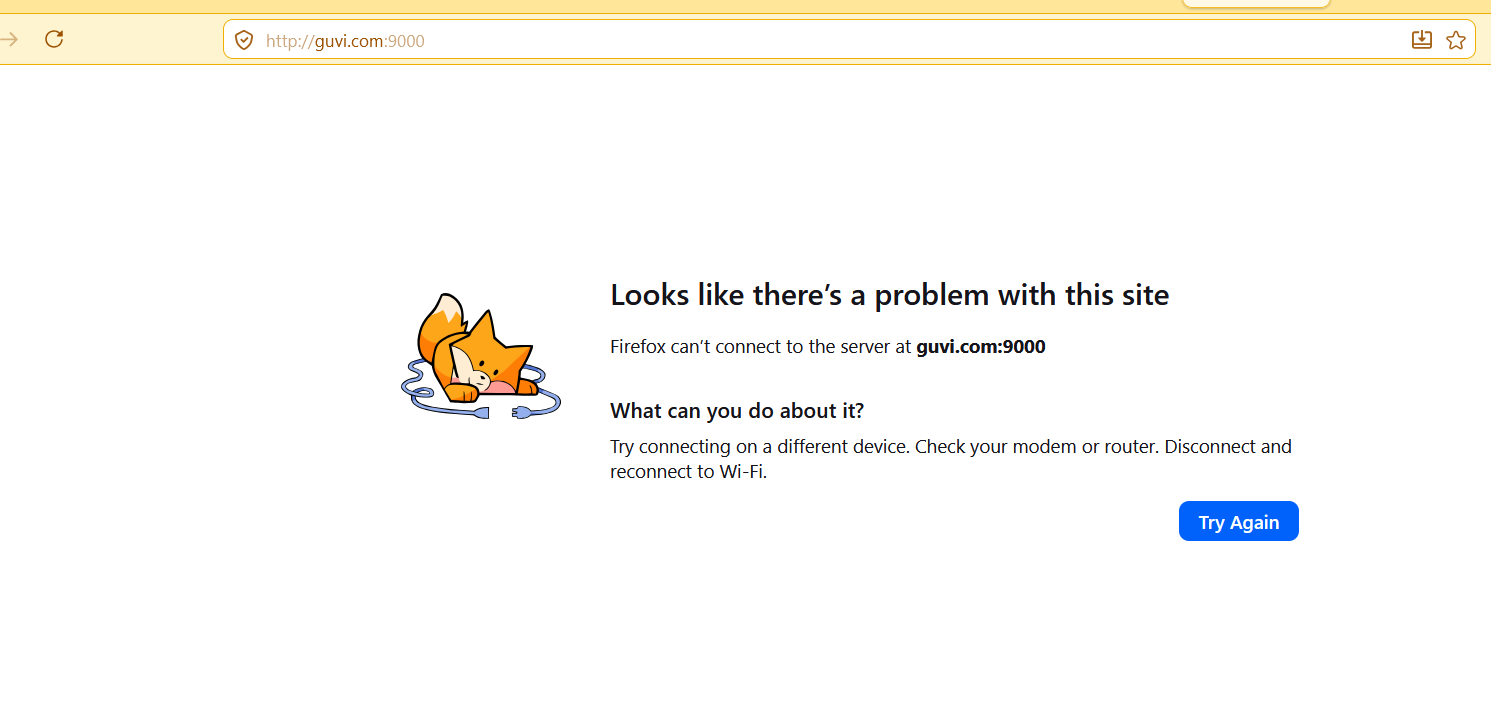 http://guvi.com:9000
Looks like there’s a problem with this site
Firefox can’t connect to the server at guvi.com:9000
What can you do about it?
Try connecting on a different device. Check your modem or router. Disconnect and
reconnect to Wi-Fi.
Try Again